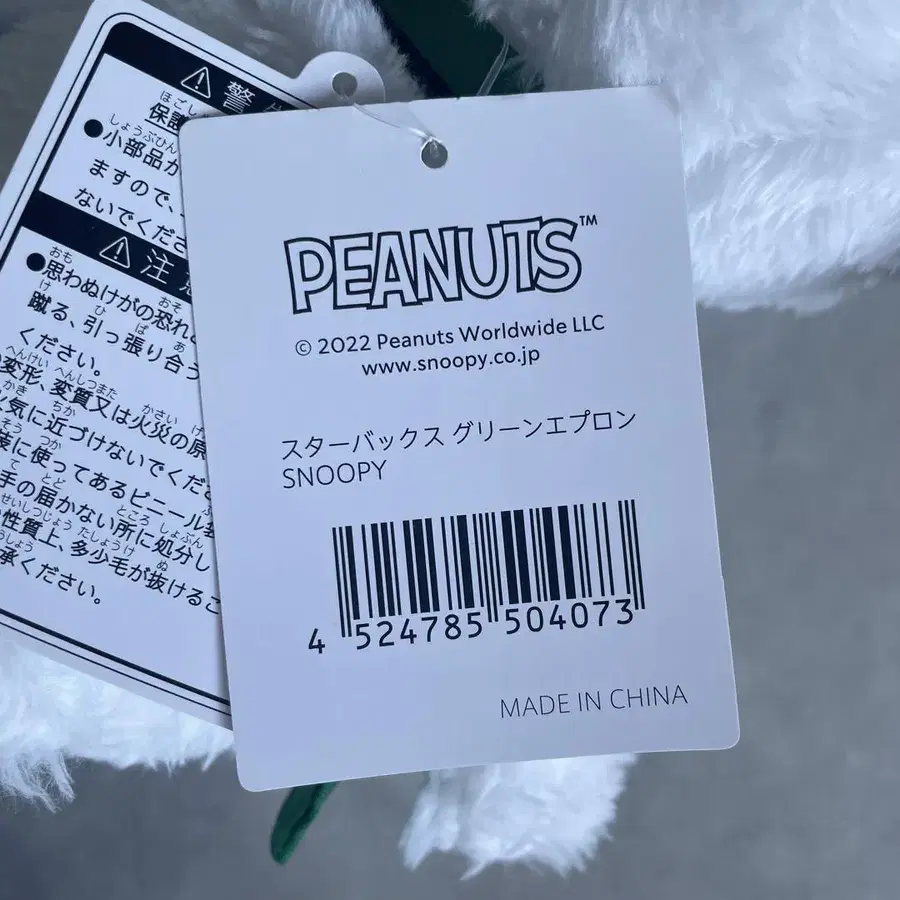 警
保護
●小部品が
ますので、
ないでくださ
注意
●思わぬけがの恐れ
蹴る、引っ張り合う
ください。
変形、変質又は火災の原
火気に近づけないでくださ
装に使ってあるビニール
手の届かない所に処分し
性質上、多少毛が抜けるこ
承ください。
PEANUTS™
© 2022 Peanuts Worldwide LLC
www.snoopy.co.jp
スターバックス グリーンエプロン
SNOOPY
4 524785 504073
MADE IN CHINA